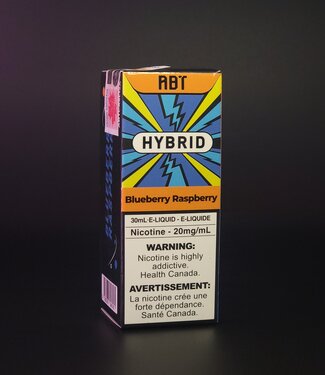 ABT
HYBRID
Blueberry Raspberry
30mL·E-LIQUID - E-LIQUIDE
Nicotine - 20mg/mL
WARNING:
Nicotine is highly
addictive.
Health Canada.
AVERTISSEMENT:
La nicotine crée une
forte dépendance.
Santé Canada.